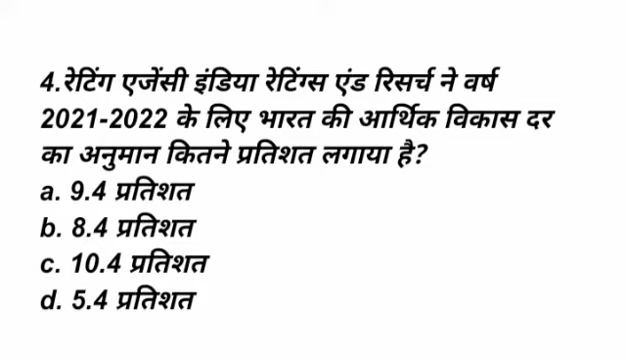 4.रेटिंग एजेंसी इंडिया रेटिंग्स एंड रिसर्च ने वर्ष
2021-2022 के लिए भारत की आर्थिक विकास दर
का अनुमान कितने प्रतिशत लगाया है?
a. 9.4 प्रतिशत
b. 8.4 प्रतिशत
c. 10.4 प्रतिशत
d. 5.4 प्रतिशत